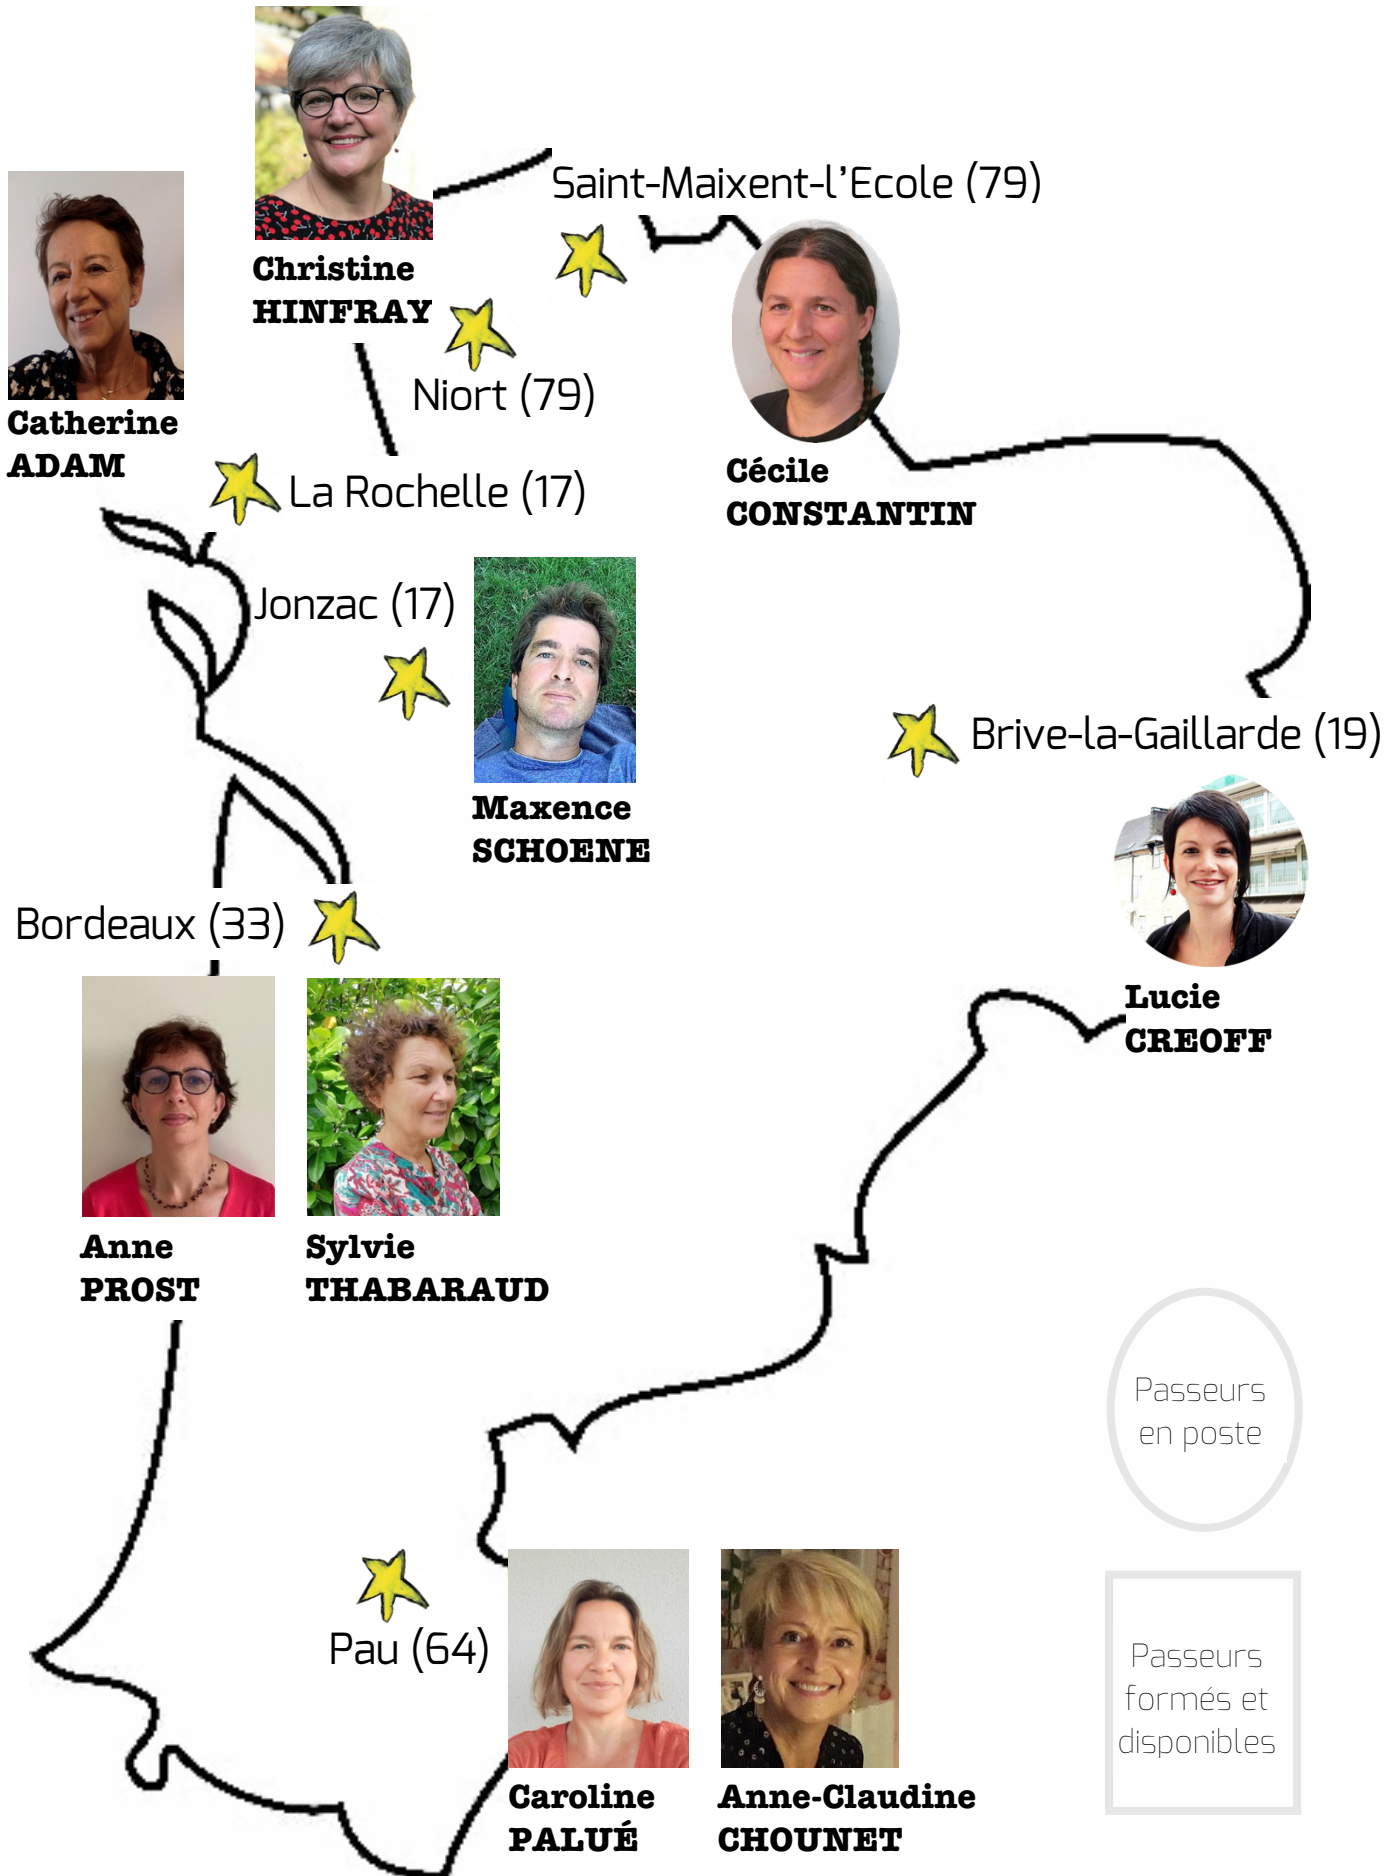 Saint-Maixent-l'Ecole (79)
Christine
HINFRAY
Niort (79)
Catherine
ADAM
La Rochelle (17)
Cécile
CONSTANTIN
Jonzac (17)
Maxence
SCHOENE
Brive-la-Gaillarde (19)
Lucie
CREOFF
Bordeaux (33)
Anne
PROST
Sylvie
THABARAUD
Passeurs
en poste
Pau (64)
Passeurs
formés et
disponibles
Caroline
PALUÉ
Anne-Claudine
CHOUNET